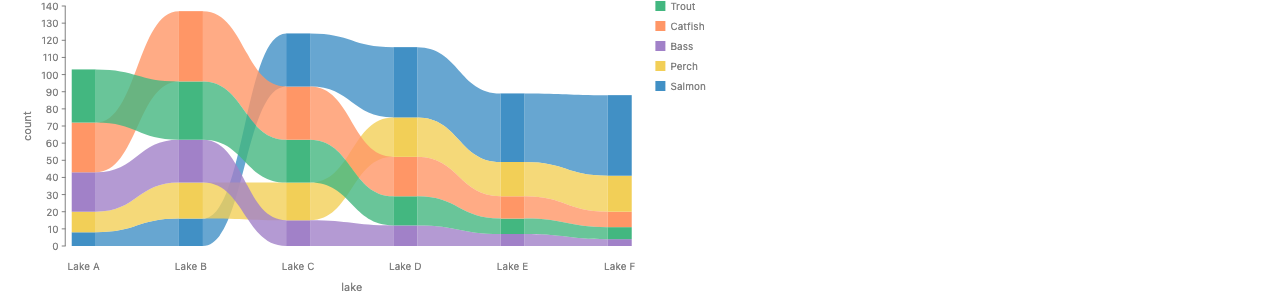 140
130
120
110
100
90
80
70
60
50
40
30
20
10
0
count
Lake A Lake B Lake C Lake D Lake E Lake F
lake
Trout
Catfish
Bass
Perch
Salmon